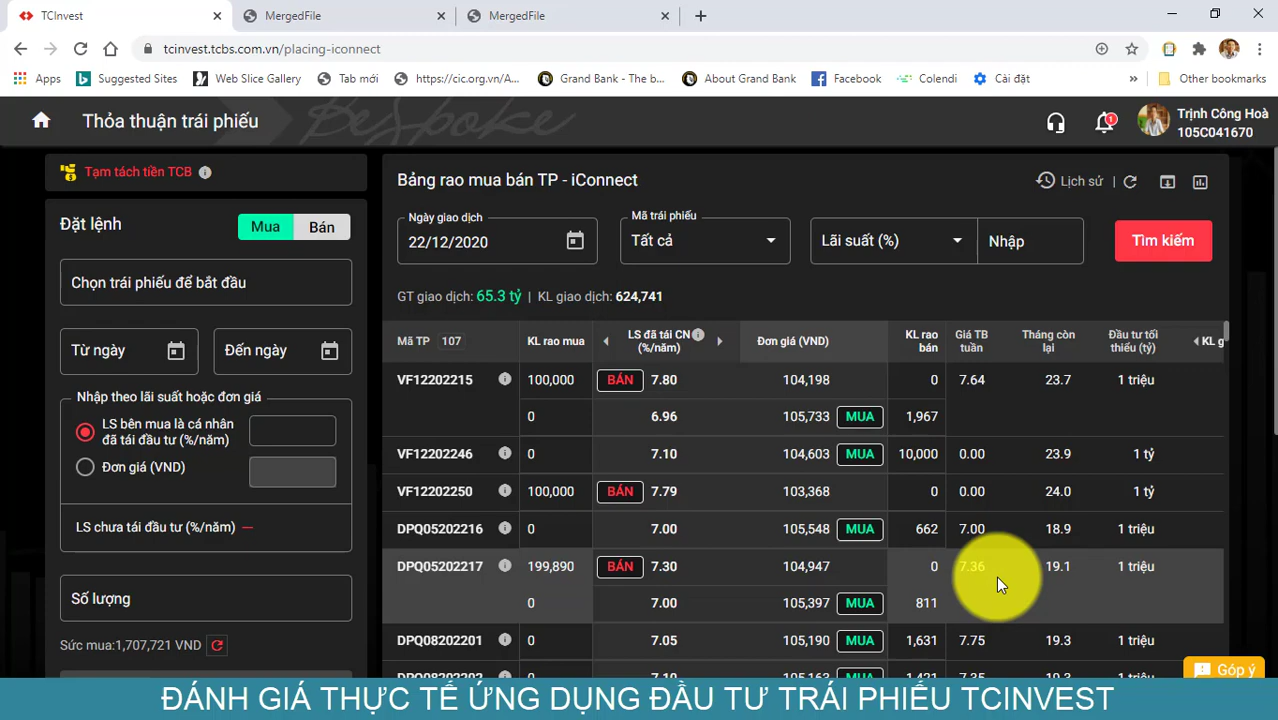 TCInvest
MergedFile
MergedFile
tcinvest.tcbs.com.vn/placing-iconnect
Apps
Suggested Sites
Web Slice Gallery
Tab mới
https://cic.org.vn/A...
Grand Bank - The b...
About Grand Bank
Facebook
Colendi
Cài đặt
»
Other bookmarks
Thỏa thuận trái phiếu
BeSpoke
1
Trịnh Công Hoà
105C041670
Tạm tách tiền TCB
Đặt lệnh
Mua
Bán
Chọn trái phiếu để bắt đầu
Từ ngày
Đến ngày
Nhập theo lãi suất hoặc đơn giá
LS bên mua là cá nhân
đã tái đầu tư (%/năm)
Đơn giá (VND)
LS chưa tái đầu tư (%/năm) —
Số lượng
Sức mua:1,707,721 VND
Bảng rao mua bán TP - iConnect
Lịch sử
Ngày giao dịch
22/12/2020
Mã trái phiếu
Tất cả
Lãi suất (%)
Nhập
Tìm kiếm
GT giao dịch: 65.3 tỷ | KL giao dịch: 624,741
Mã TP 107 KL rao mua LS đã tái CN (%/năm) Đơn giá (VND) KL rao bán Giá TB tuần Tháng còn lại Đầu tư tối thiểu (tỷ) KL g
VF12202215 100,000 BÁN 7.80 104,198 0 7.64 23.7 1 triệu
0 6.96 105,733 MUA 1,967
VF12202246 0 7.10 104,603 MUA 10,000 0.00 23.9 1 tỷ
VF12202250 100,000 BÁN 7.79 103,368 0 0.00 24.0 1 tỷ
DPQ05202216 0 7.00 105,548 MUA 662 7.00 18.9 1 triệu
DPQ05202217 199,890 BÁN 7.30 104,947 0 7.36 19.1 1 triệu
0 7.00 105,397 MUA 811
DPQ08202201 0 7.05 105,190 MUA 1,631 7.75 19.3 1 triệu
Góp ý
ĐÁNH GIÁ THỰC TẾ ỨNG DỤNG ĐẦU TƯ TRÁI PHIẾU TCINVEST